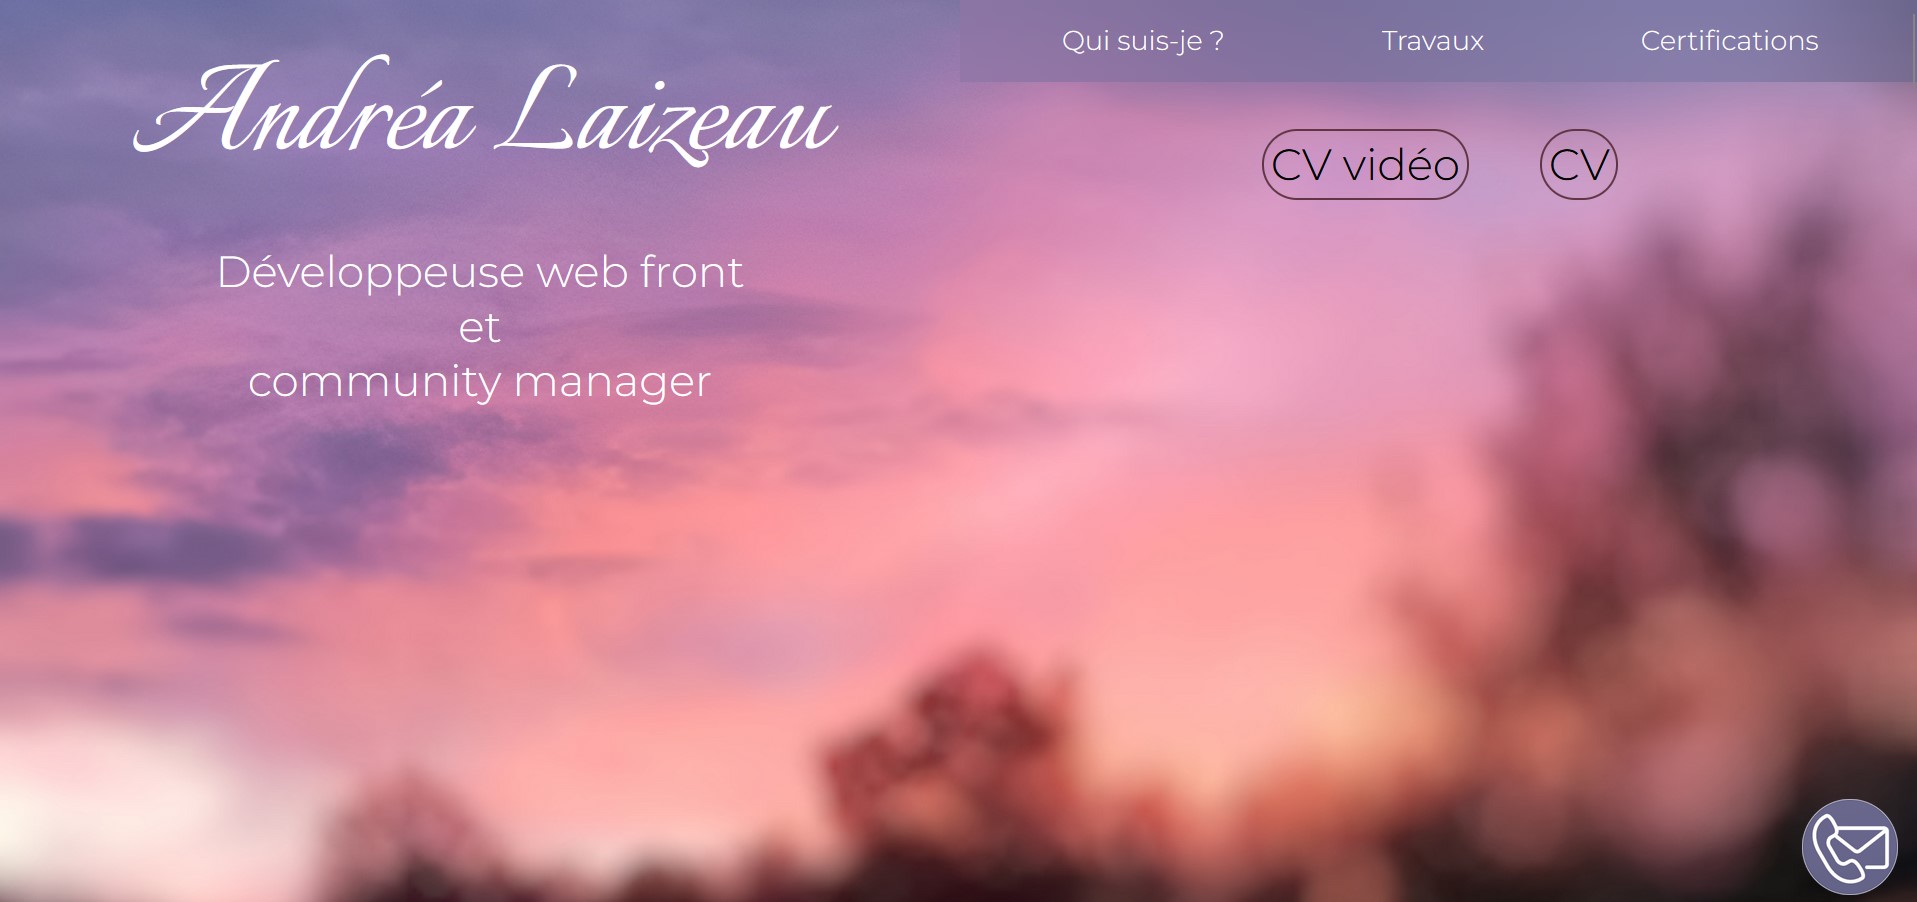 Andréa Laizeau
Qui suis-je ?
Travaux
Certifications
CV vidéo
CV
Développeuse web front
et
community manager